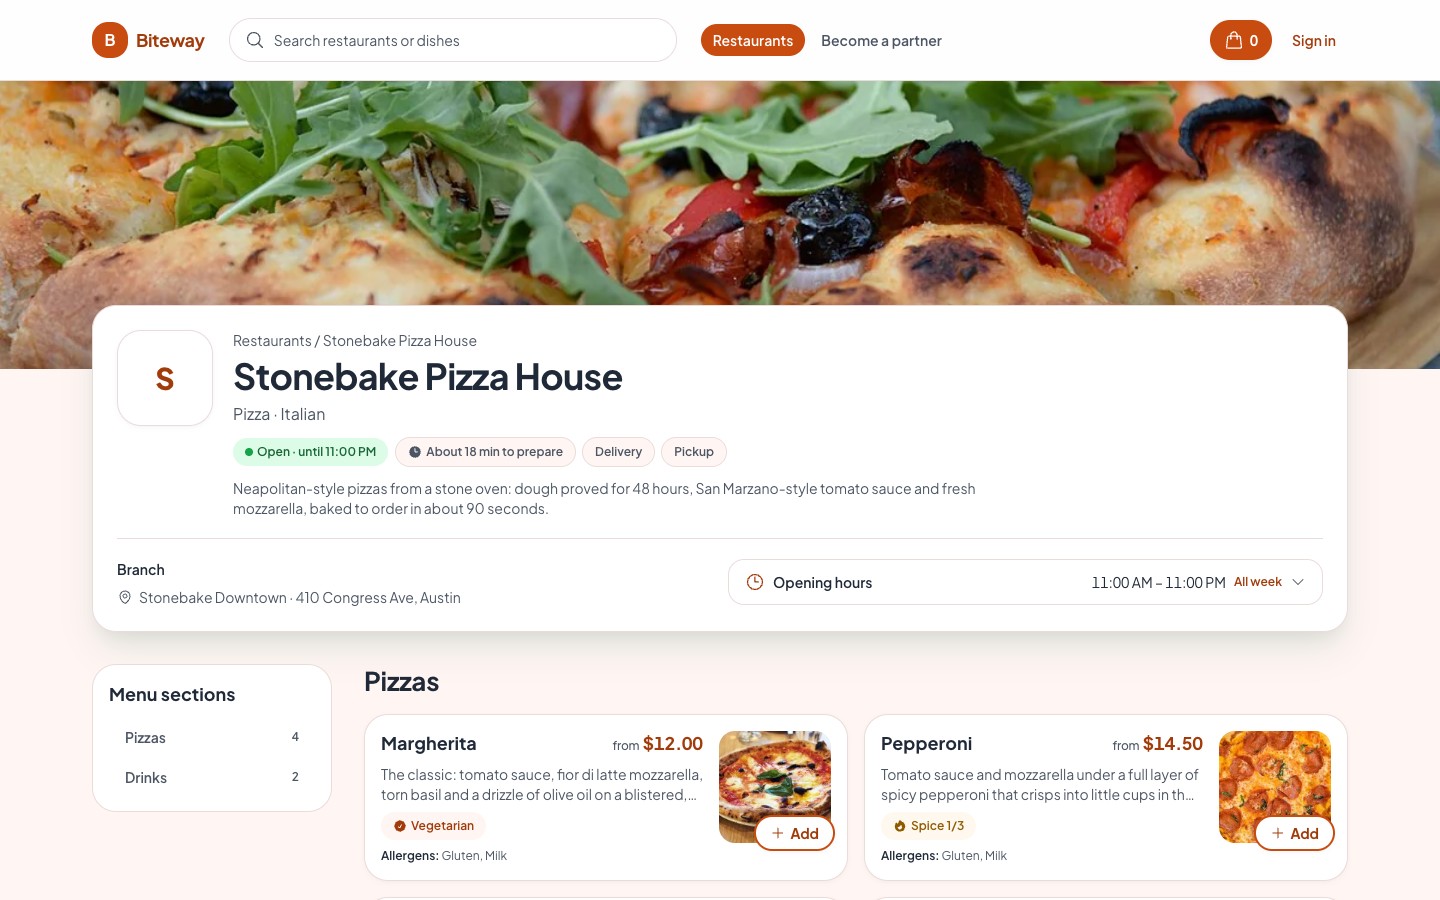 B Biteway
Search restaurants or dishes
Restaurants
Become a partner
0
Sign in
S
Restaurants / Stonebake Pizza House
Stonebake Pizza House
Pizza · Italian
Open · until 11:00 PM
About 18 min to prepare
Delivery
Pickup
Neapolitan-style pizzas from a stone oven: dough proved for 48 hours, San Marzano-style tomato sauce and fresh
mozzarella, baked to order in about 90 seconds.
Branch
Stonebake Downtown · 410 Congress Ave, Austin
Opening hours
11:00 AM – 11:00 PM All week
Menu sections
Pizzas 4
Drinks 2
Pizzas
Margherita
from $12.00
The classic: tomato sauce, fior di latte mozzarella,
torn basil and a drizzle of olive oil on a blistered,...
Vegetarian
Allergens: Gluten, Milk
Add
Pepperoni
from $14.50
Tomato sauce and mozzarella under a full layer of
spicy pepperoni that crisps into little cups in th...
Spice 1/3
Allergens: Gluten, Milk
Add